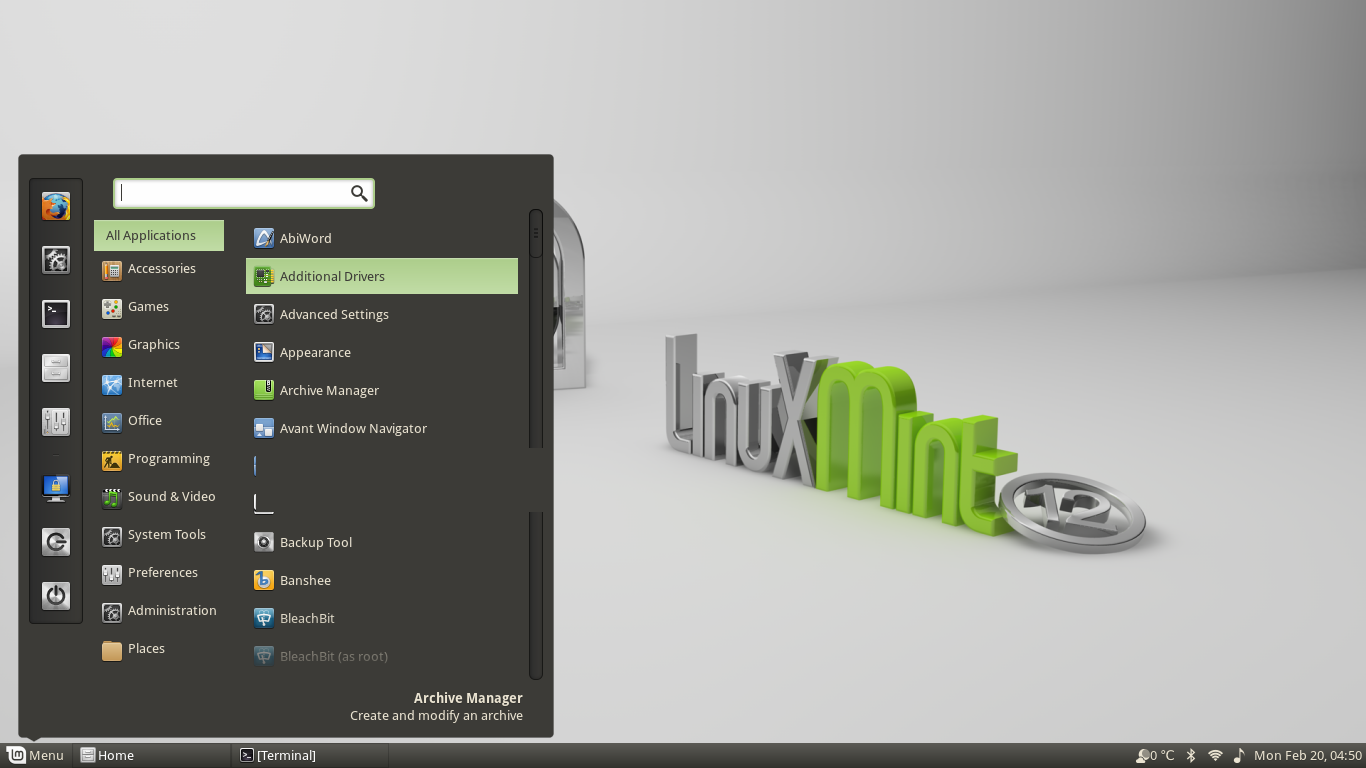 All Applications
Accessories
Games
Graphics
Internet
Office
Programming
Sound & Video
System Tools
Preferences
Administration
Places
AbiWord
Additional Drivers
Advanced Settings
Appearance
Archive Manager
Avant Window Navigator
Backup Tool
Banshee
BleachBit
BleachBit (as root)
Archive Manager
Create and modify an archive
Linux Mint 12
Menu
Home
[Terminal]
0 °C
Mon Feb 20, 04:50